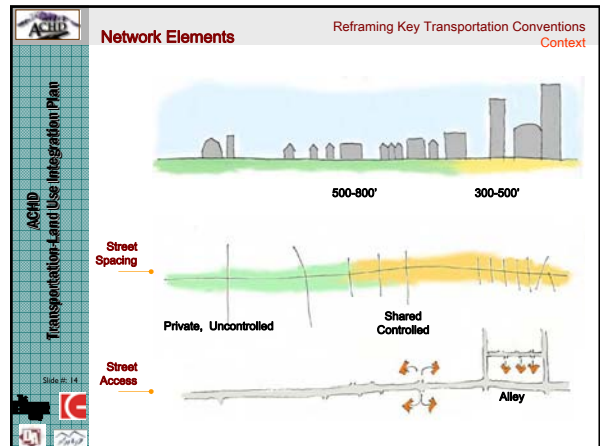 ACHD
Network Elements
Reframing Key Transportation Conventions
Context
ACHD
Transportation-Land Use Integration Plan
500-800'
300-500'
Street
Spacing
Private, Uncontrolled
Shared
Controlled
Street
Access
Alley
Slide #: 14